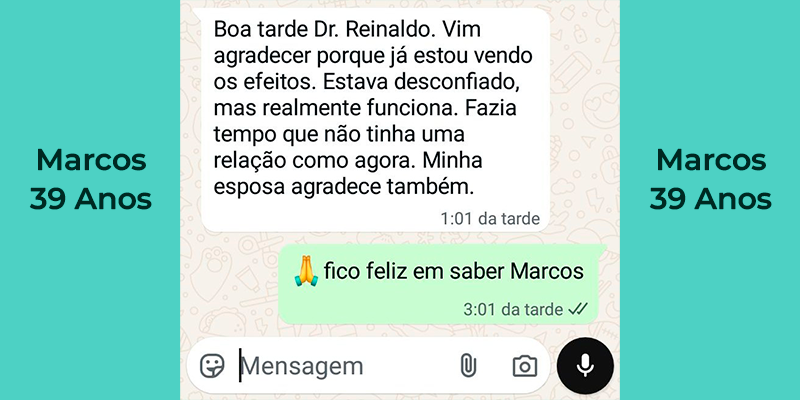 Marcos
39 Anos
Boa tarde Dr. Reinaldo. Vim
agradecer porque já estou vendo
os efeitos. Estava desconfiado,
mas realmente funciona. Fazia
tempo que não tinha uma
relação como agora. Minha
esposa agradece também.
1:01 da tarde
🙏 fico feliz em saber Marcos
3:01 da tarde
Mensagem
Marcos
39 Anos